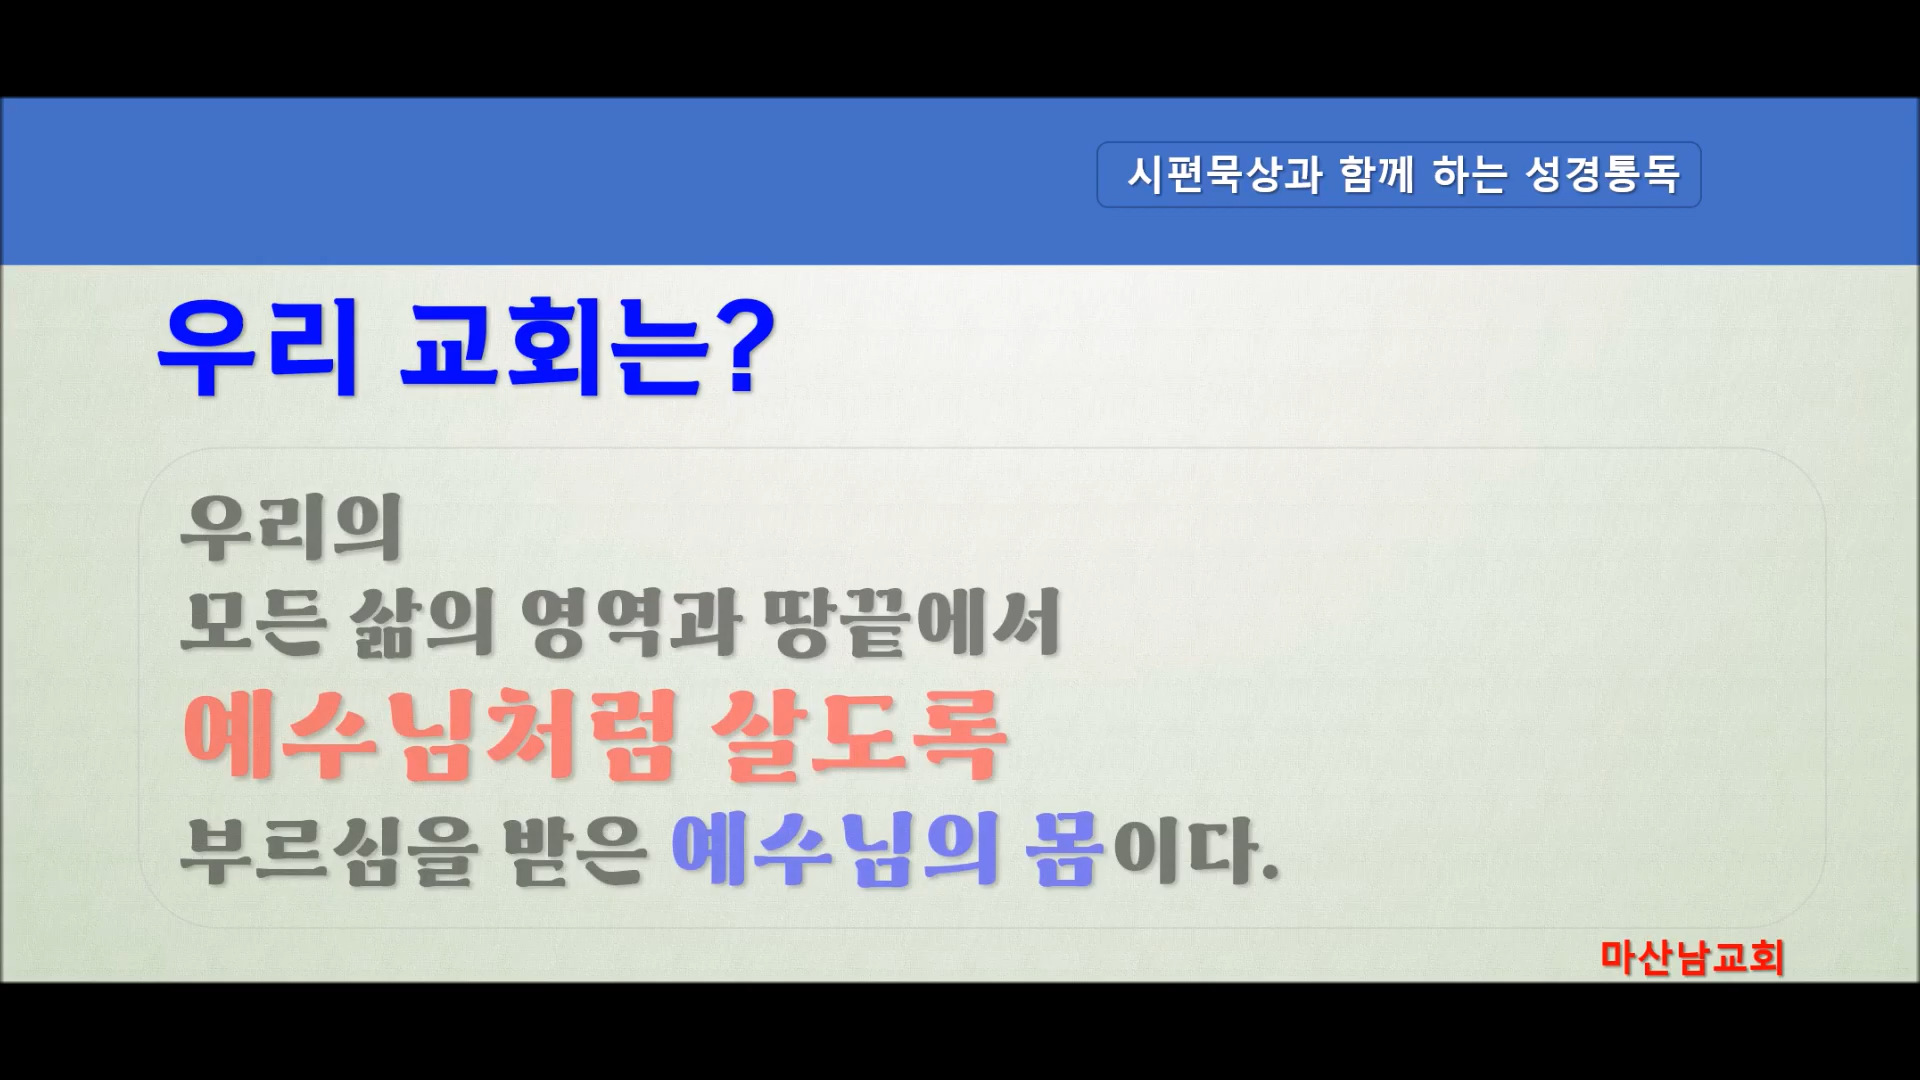 시편묵상과 함께 하는 성경통독
우리 교회는?
우리의
모든 삶의 영역과 땅끝에서
예수님처럼 살도록
부르심을 받은 예수님의 몸이다.
마산남교회